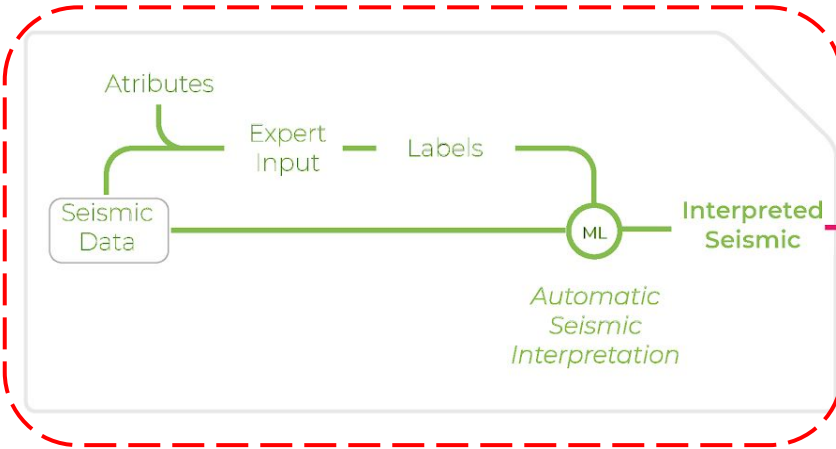 Atributes
Expert
Input
Labels
Seismic
Data
ML
Interpreted
Seismic
Automatic
Seismic
Interpretation